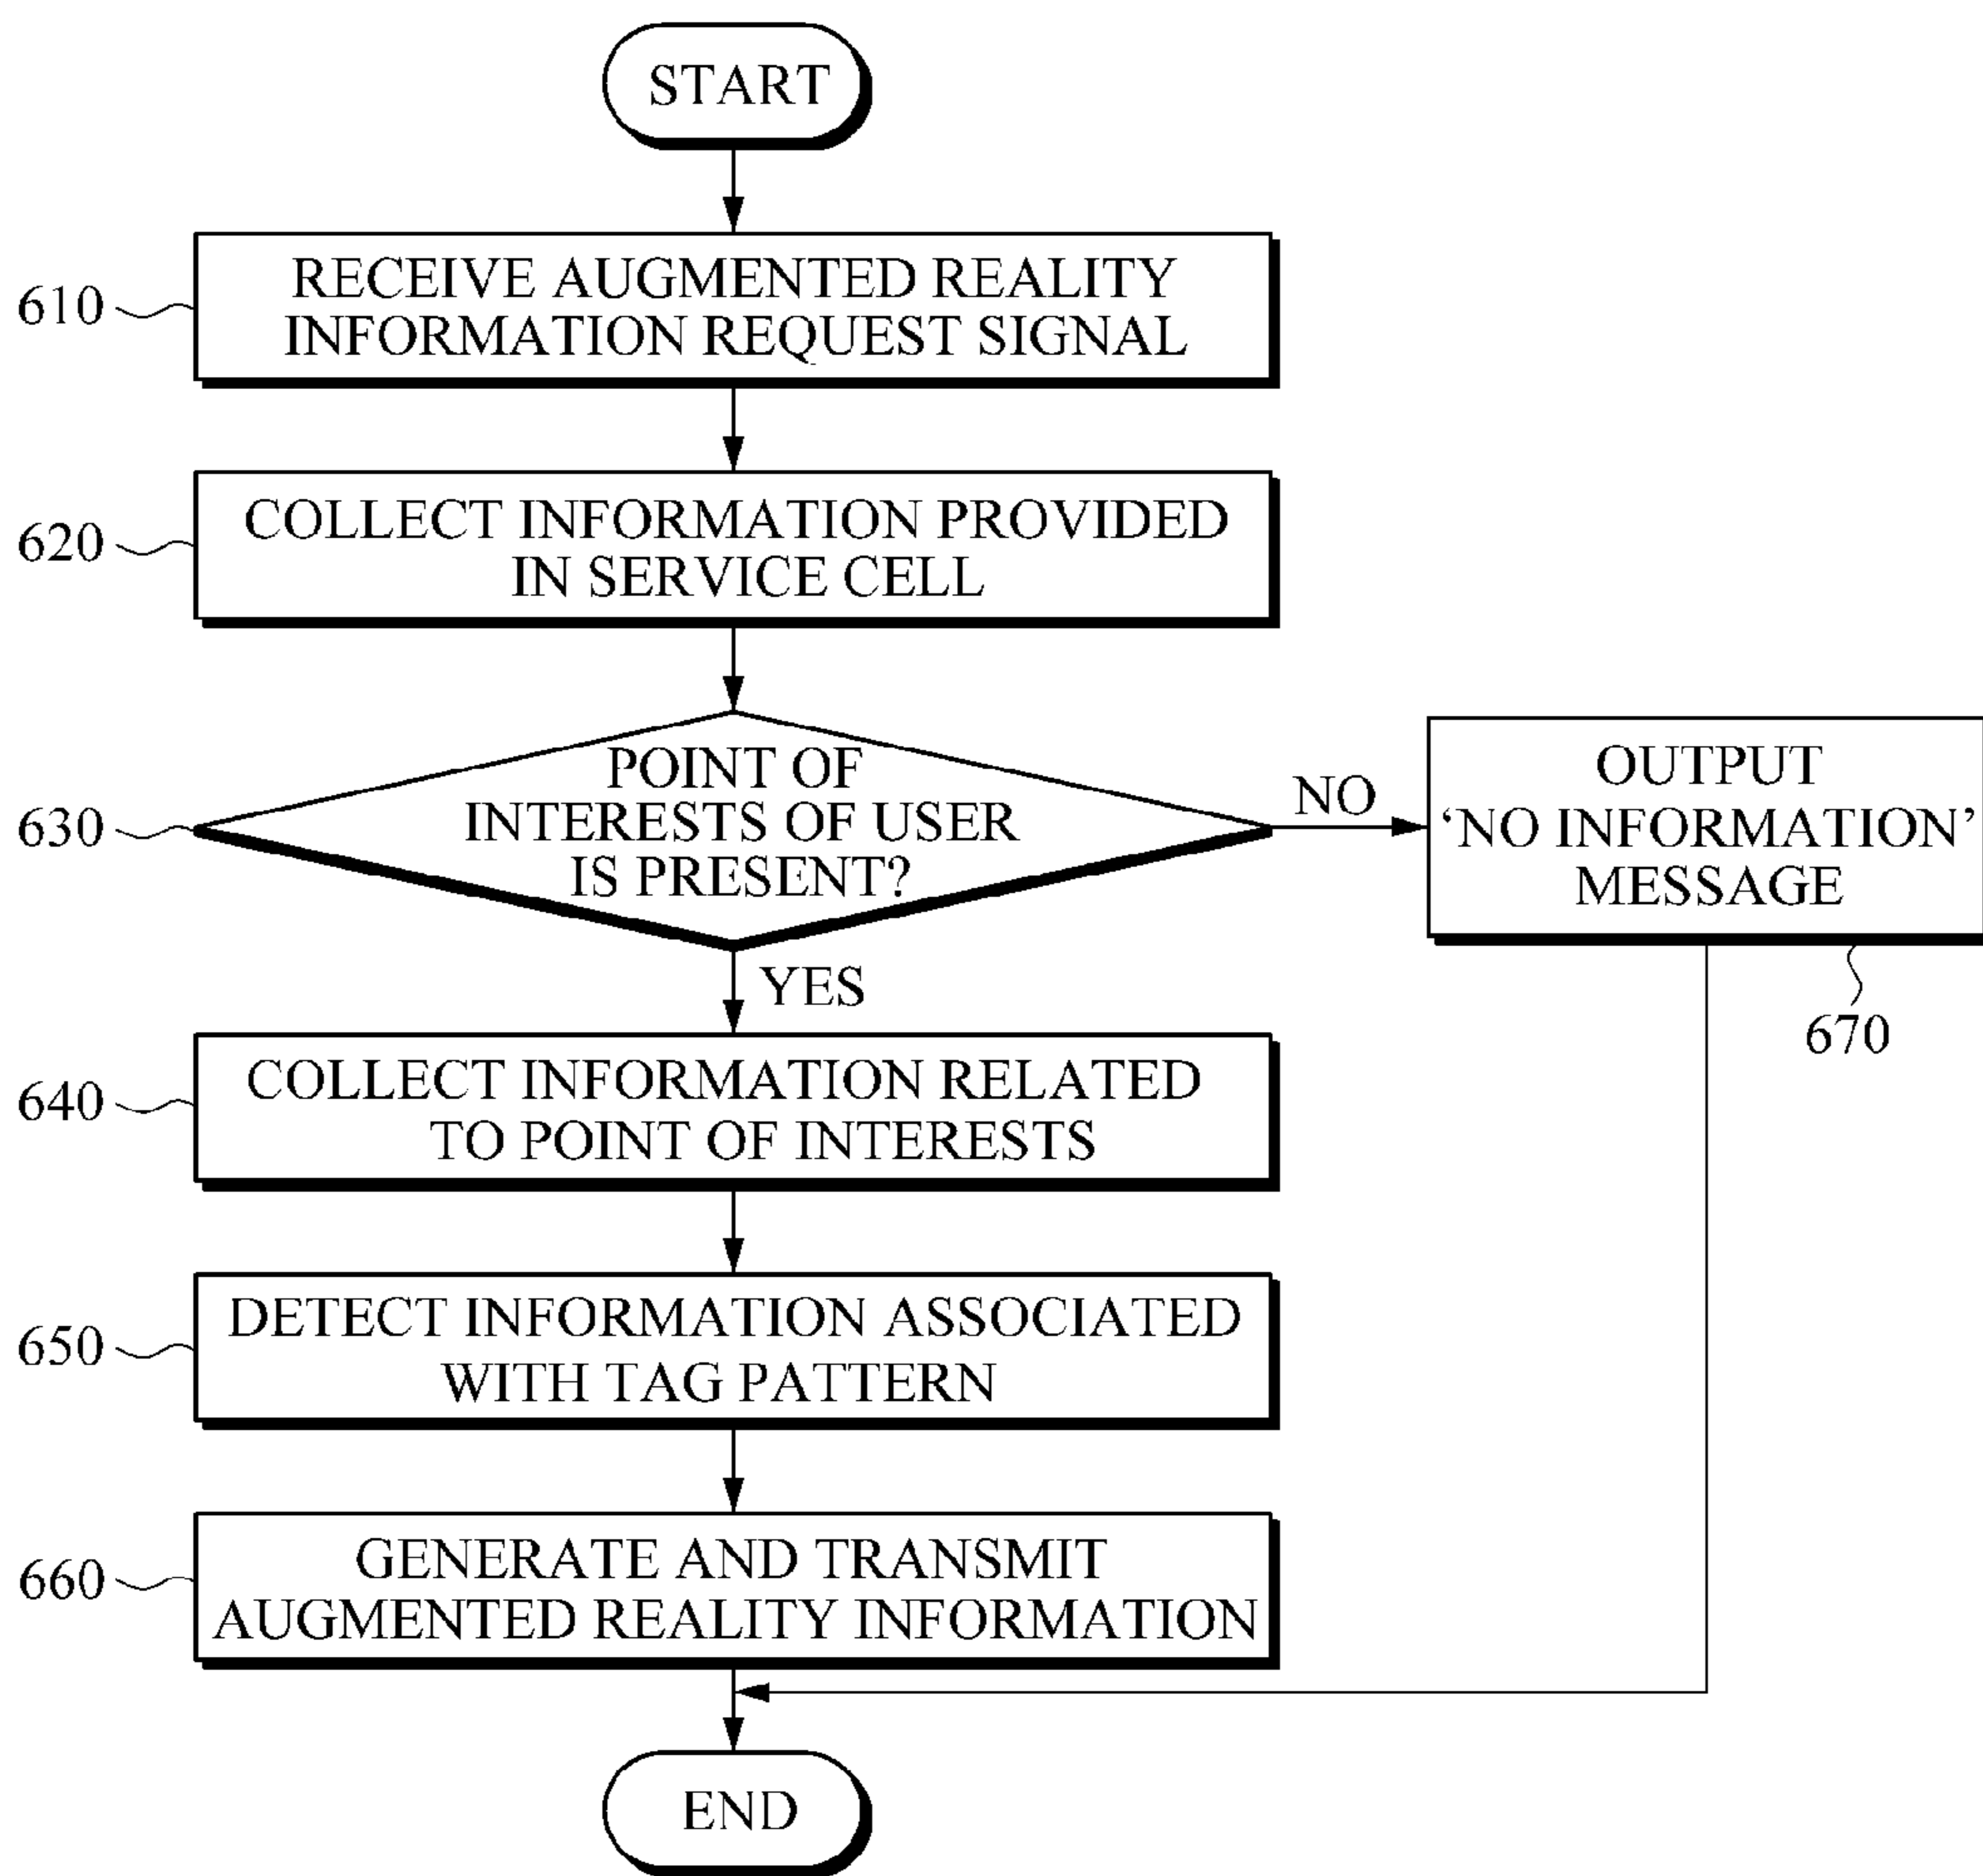 START
610
RECEIVE AUGMENTED REALITY
INFORMATION REQUEST SIGNAL
620
COLLECT INFORMATION PROVIDED
IN SERVICE CELL
630
POINT OF
INTERESTS OF USER
IS PRESENT?
NO
OUTPUT
‘NO INFORMATION’
MESSAGE
670
YES
640
COLLECT INFORMATION RELATED
TO POINT OF INTERESTS
650
DETECT INFORMATION ASSOCIATED
WITH TAG PATTERN
660
GENERATE AND TRANSMIT
AUGMENTED REALITY INFORMATION
END